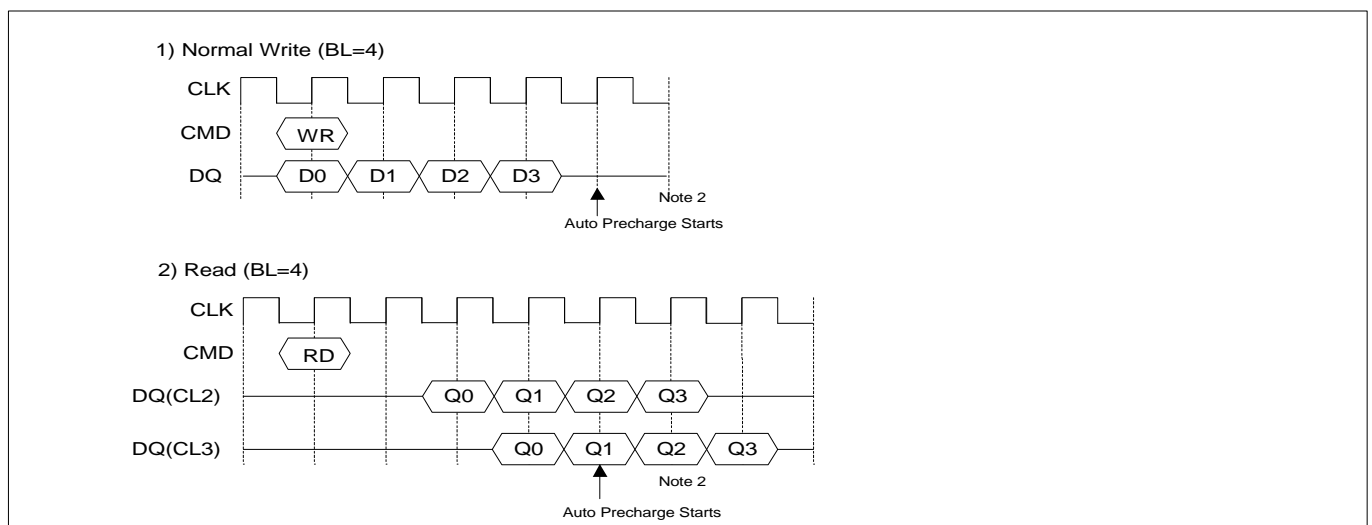 1) Normal Write (BL=4)
CLK
CMD WR
DQ D0 D1 D2 D3
Note 2
Auto Precharge Starts
2) Read (BL=4)
CLK
CMD RD
DQ(CL2) Q0 Q1 Q2 Q3
DQ(CL3) Q0 Q1 Q2 Q3
Note 2
Auto Precharge Starts